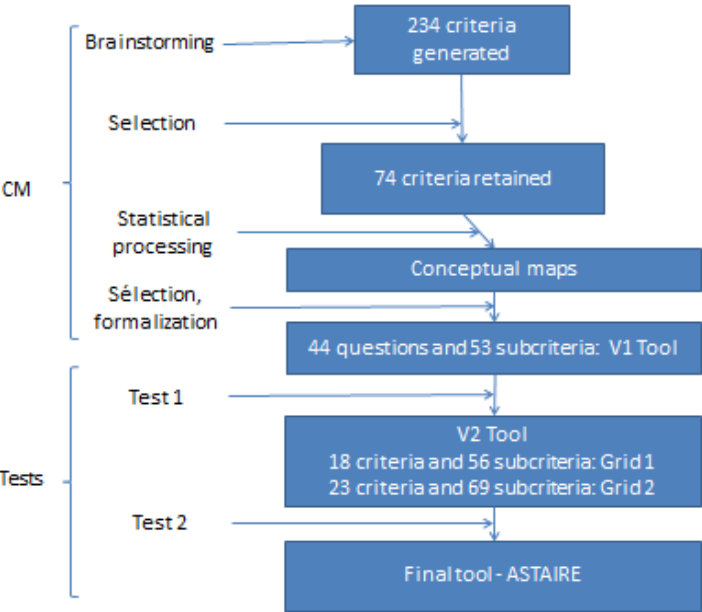 Brainstorming
234 criteria
generated
Selection
74 criteria retained
CM
Statistical
processing
Conceptual maps
Sélection,
formalization
44 questions and 53 subcriteria: V1 Tool
Test 1
V2 Tool
18 criteria and 56 subcriteria: Grid 1
23 criteria and 69 subcriteria: Grid 2
Tests
Test 2
Final tool - ASTAIRE